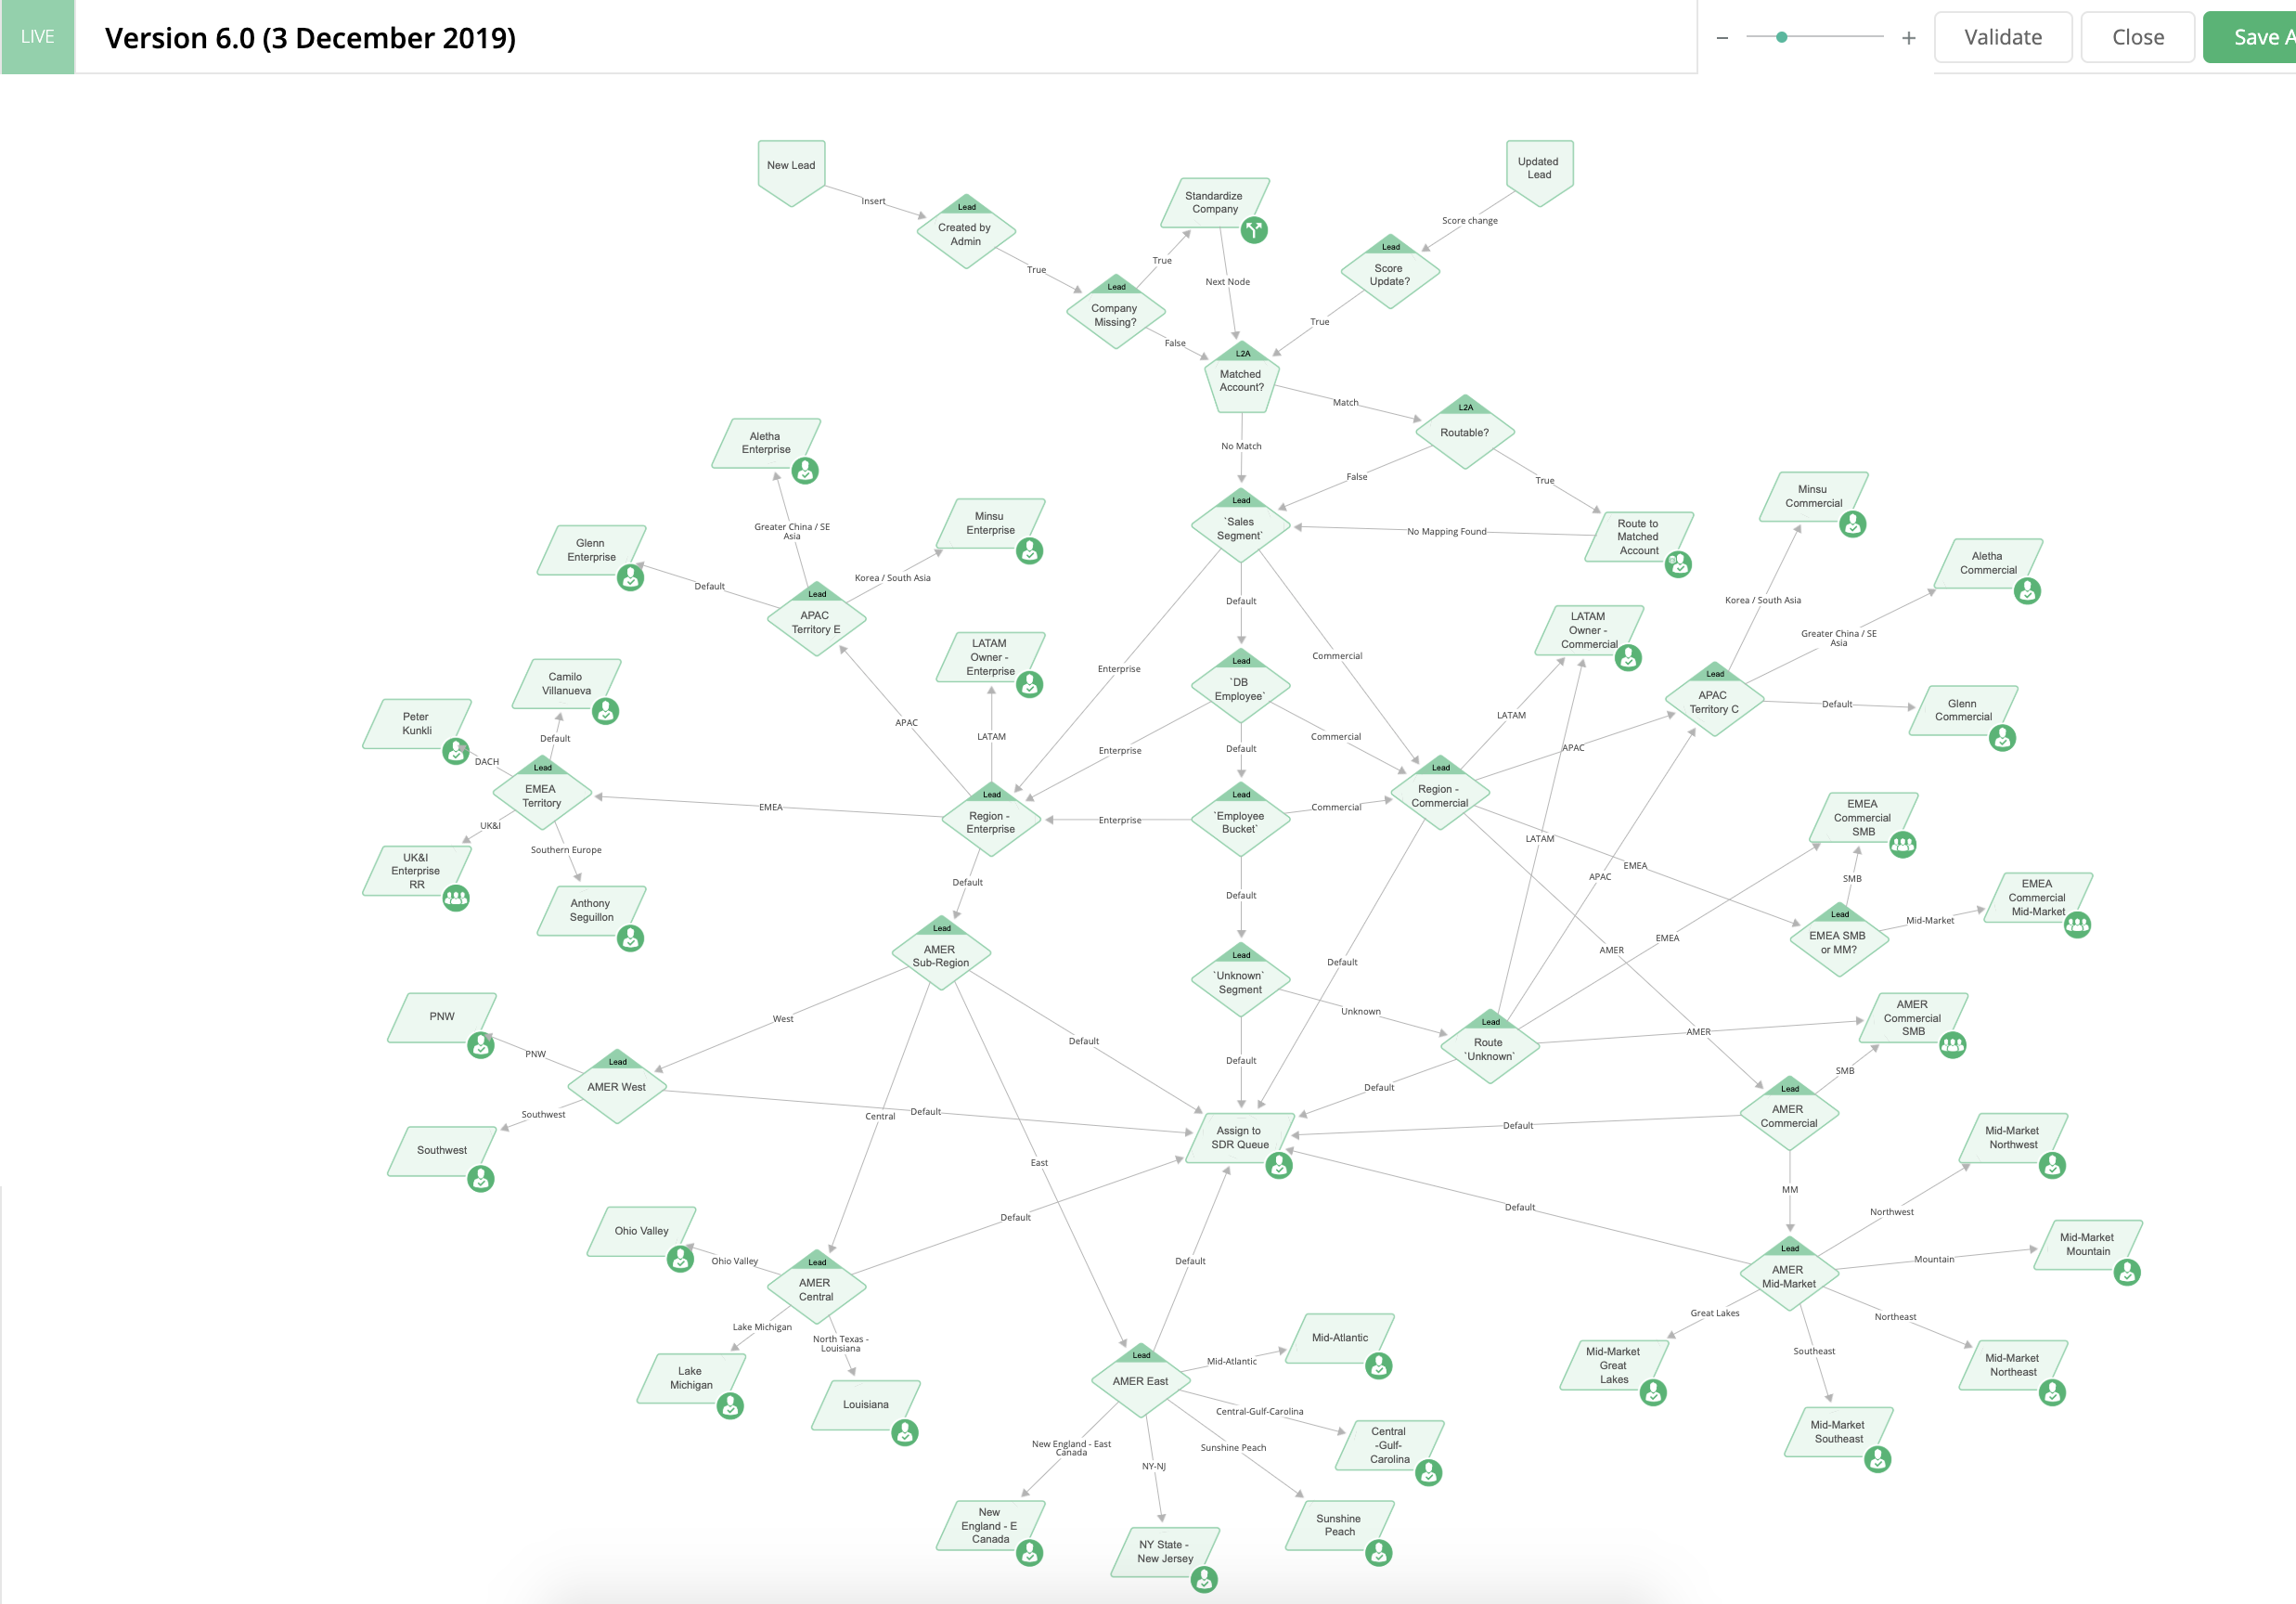 LIVE
Version 6.0 (3 December 2019)
−
+
Validate
Close
Save A
New Lead
Updated
Lead
Insert
Lead
Created by
Admin
Standardize
Company
Score change
Lead
Score
Update?
True
True
Next Node
Lead
Company
Missing?
True
False
L2A
Matched
Account?
Match
L2A
Routable?
No Match
False
True
Aletha
Enterprise
Minsu
Enterprise
Glenn
Enterprise
Greater China / SE
Asia
Korea / South Asia
Default
Lead
APAC
Territory E
Lead
`Sales
Segment`
No Mapping Found
Route to
Matched
Account
Minsu
Commercial
Aletha
Commercial
Korea / South Asia
Greater China / SE
Asia
Default
Commercial
Enterprise
LATAM
Owner -
Enterprise
LATAM
Owner -
Commercial
Lead
APAC
Territory C
Default
Glenn
Commercial
Camilo
Villanueva
Peter
Kunkli
Default
DACH
Lead
`DB
Employee`
APAC
LATAM
LATAM
APAC
Enterprise
Default
Commercial
Lead
EMEA
Territory
EMEA
Lead
Region -
Enterprise
Enterprise
Lead
`Employee
Bucket`
Commercial
Lead
Region -
Commercial
EMEA
Commercial
SMB
UK&I
Southern Europe
UK&I
Enterprise
RR
Anthony
Seguillon
Default
Default
LATAM
APAC
EMEA
SMB
EMEA
Commercial
Mid-Market
Mid-Market
Lead
EMEA SMB
or MM?
Lead
AMER
Sub-Region
Lead
`Unknown`
Segment
Default
EMEA
AMER
PNW
West
Default
Unknown
Lead
Route
`Unknown`
AMER
AMER
Commercial
SMB
PNW
Lead
AMER West
Default
Default
SMB
Southwest
Default
Central
Lead
AMER
Commercial
Southwest
Assign to
SDR Queue
Default
Mid-Market
Northwest
East
MM
Ohio Valley
Default
Default
Northwest
Ohio Valley
Lead
AMER
Central
Default
Lead
AMER
Mid-Market
Mountain
Mid-Market
Mountain
Lake Michigan
North Texas -
Louisiana
Great Lakes
Northeast
Southeast
Lake
Michigan
Louisiana
Lead
AMER East
Mid-Atlantic
Mid-Atlantic
Mid-Market
Great
Lakes
Mid-Market
Northeast
Central-Gulf-Carolina
Central
-Gulf-
Carolina
Mid-Market
Southeast
New England - East
Canada
NY-NJ
Sunshine Peach
New
England - E
Canada
NY State -
New Jersey
Sunshine
Peach